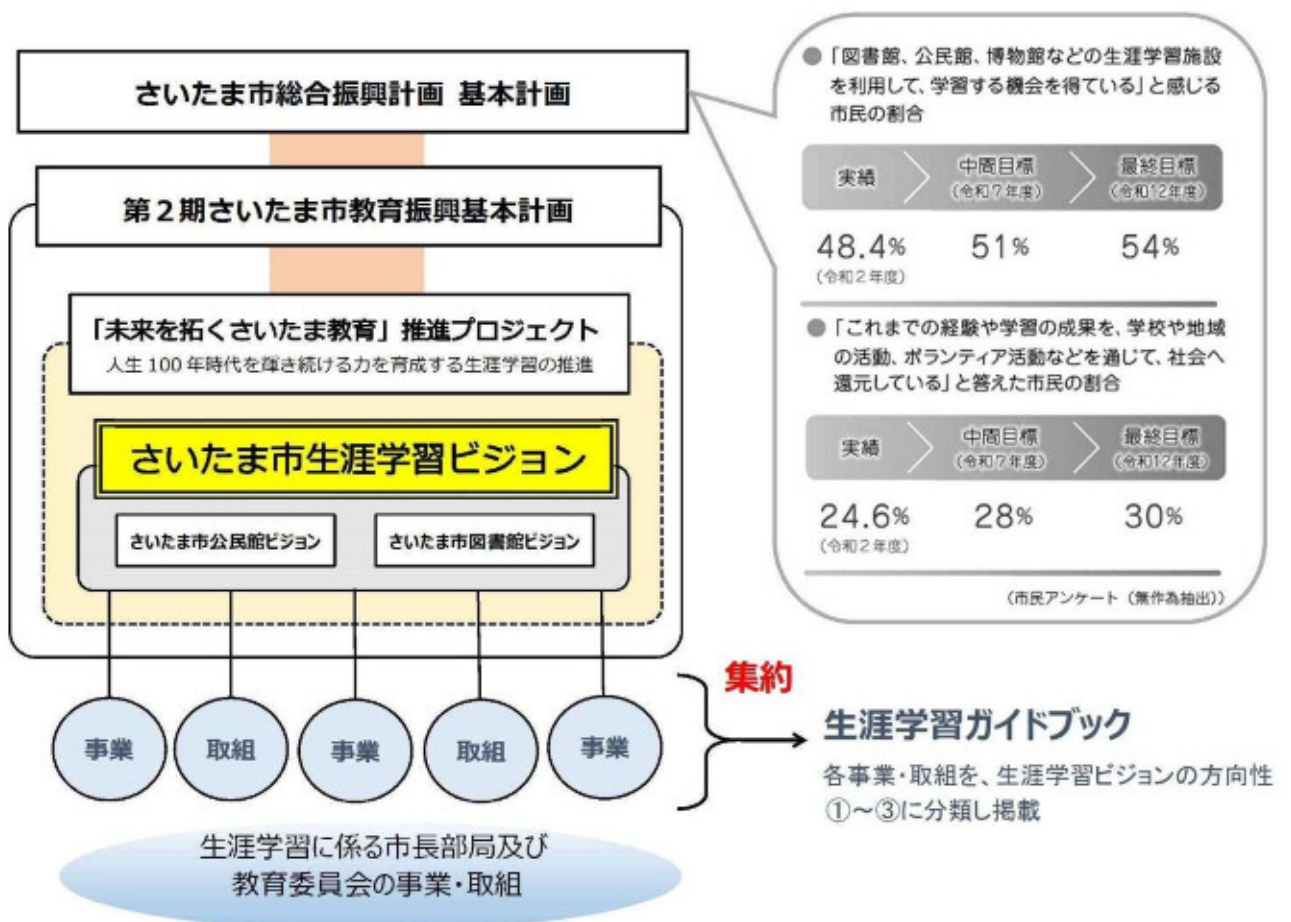 さいたま市総合振興計画 基本計画
第2期さいたま市教育振興基本計画
「未来を拓くさいたま教育」推進プロジェクト
人生100年時代を輝き続ける力を育成する生涯学習の推進
さいたま市生涯学習ビジョン
さいたま市公民館ビジョン
さいたま市図書館ビジョン
事業
取組
事業
取組
事業
生涯学習に係る市長部局及び
教育委員会の事業・取組
●「図書館、公民館、博物館などの生涯学習施設
を利用して、学習する機会を得ている」と感じる
市民の割合
実績
中間目標
(令和7年度)
最終目標
(令和12年度)
48.4%
(令和2年度)
51%
54%
●「これまでの経験や学習の成果を、学校や地域
の活動、ボランティア活動などを通じて、社会へ
還元している」と答えた市民の割合
実績
中間目標
(令和7年度)
最終目標
(令和12年度)
24.6%
(令和2年度)
28%
30%
(市民アンケート(無作為抽出))
集約
生涯学習ガイドブック
各事業・取組を、生涯学習ビジョンの方向性
①～③に分類し掲載